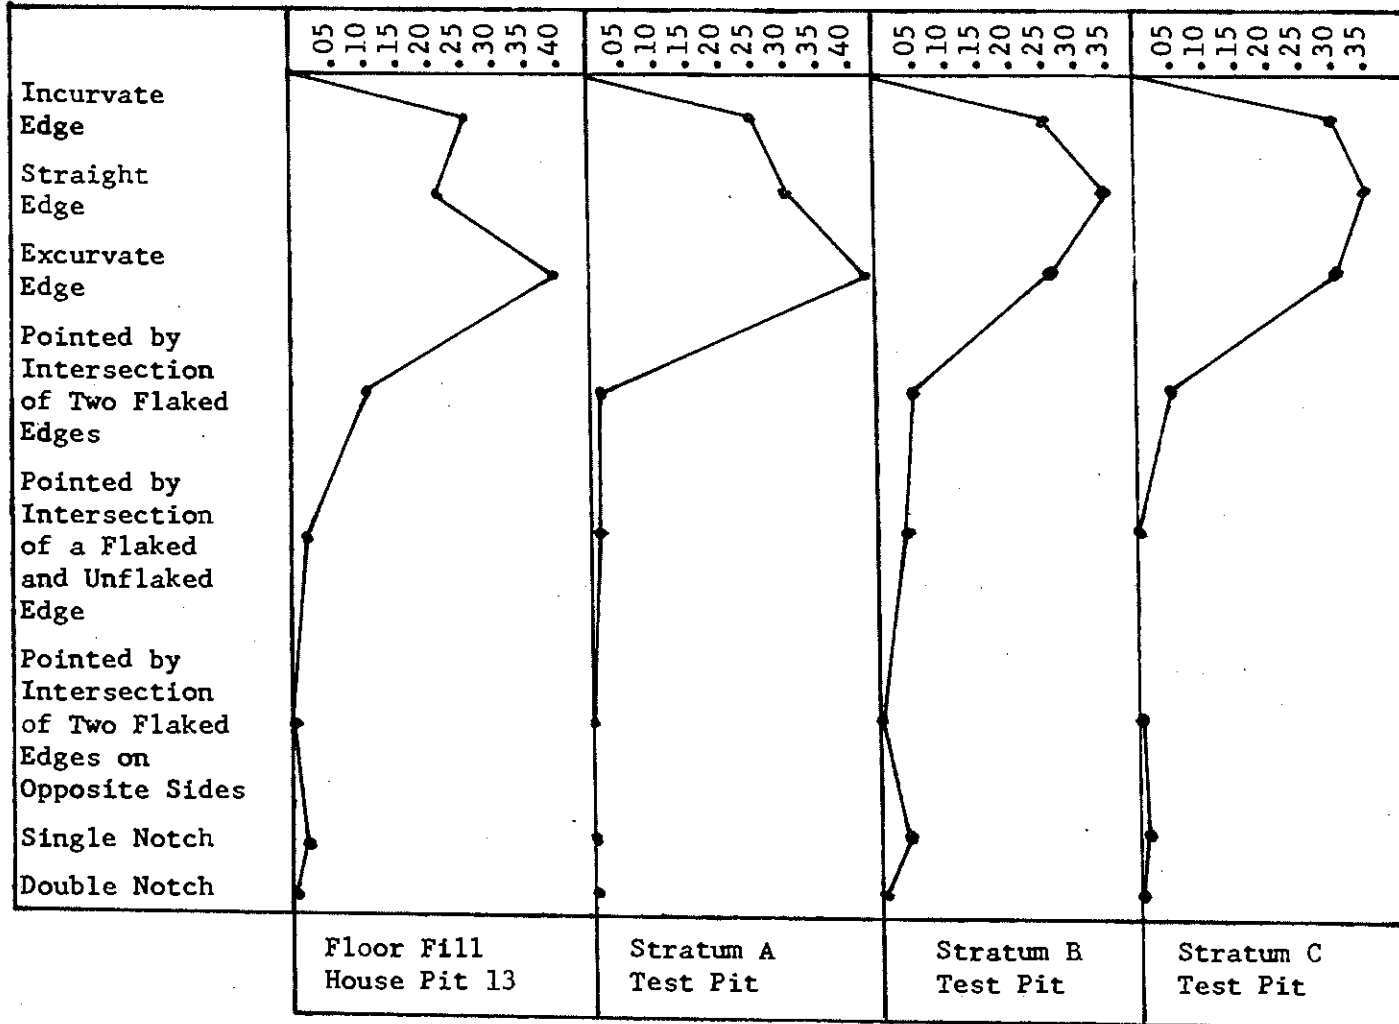 .05 .10 .15 .20 .25 .30 .35 .40
.05 .10 .15 .20 .25 .30 .35 .40
.05 .10 .15 .20 .25 .30 .35
.05 .10 .15 .20 .25 .30 .35
Incurvate
Edge
Straight
Edge
Excurvate
Edge
Pointed by
Intersection
of Two Flaked
Edges
Pointed by
Intersection
of a Flaked
and Unflaked
Edge
Pointed by
Intersection
of Two Flaked
Edges on
Opposite Sides
Single Notch
Double Notch
Floor Fill
House Pit 13
Stratum A
Test Pit
Stratum B
Test Pit
Stratum C
Test Pit